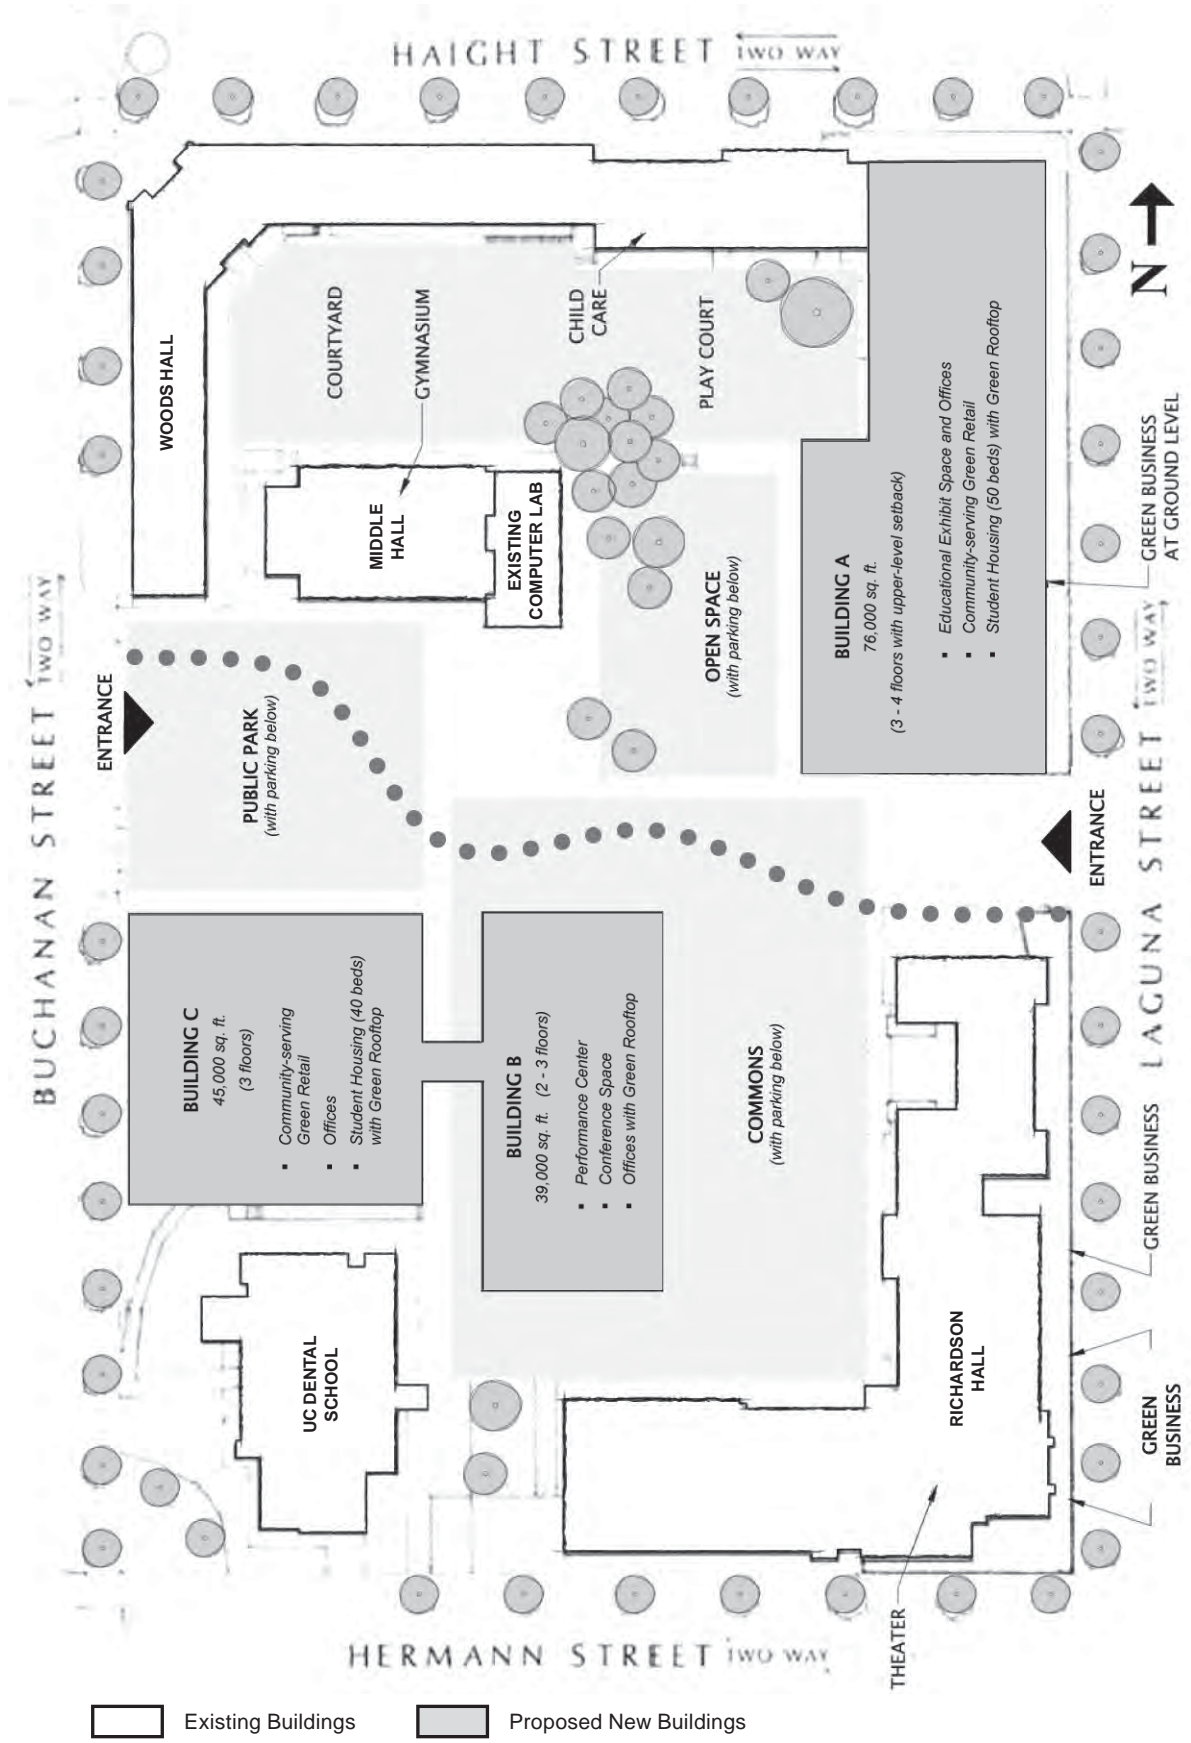 HAIGHT STREET TWO WAY
BUCHANAN STREET TWO WAY
ENTRANCE
WOODS HALL
COURTYARD
GYMNASIUM
CHILD
CARE
PLAY COURT
MIDDLE
HALL
EXISTING
COMPUTER LAB
PUBLIC PARK
(with parking below)
OPEN SPACE
(with parking below)
BUILDING A
76,000 sq. ft.
(3 - 4 floors with upper-level setback)
▪ Educational Exhibit Space and Offices
▪ Community-serving Green Retail
▪ Student Housing (50 beds) with Green Rooftop
N
GREEN BUSINESS
AT GROUND LEVEL
LAGUNA STREET TWO WAY
ENTRANCE
BUILDING C
45,000 sq. ft.
(3 floors)
▪ Community-serving
Green Retail
▪ Offices
▪ Student Housing (40 beds)
with Green Rooftop
BUILDING B
39,000 sq. ft. (2 - 3 floors)
▪ Performance Center
▪ Conference Space
▪ Offices with Green Rooftop
COMMONS
(with parking below)
UC DENTAL
SCHOOL
RICHARDSON
HALL
GREEN BUSINESS
GREEN
BUSINESS
THEATER
HERMANN STREET TWO WAY
Existing Buildings
Proposed New Buildings